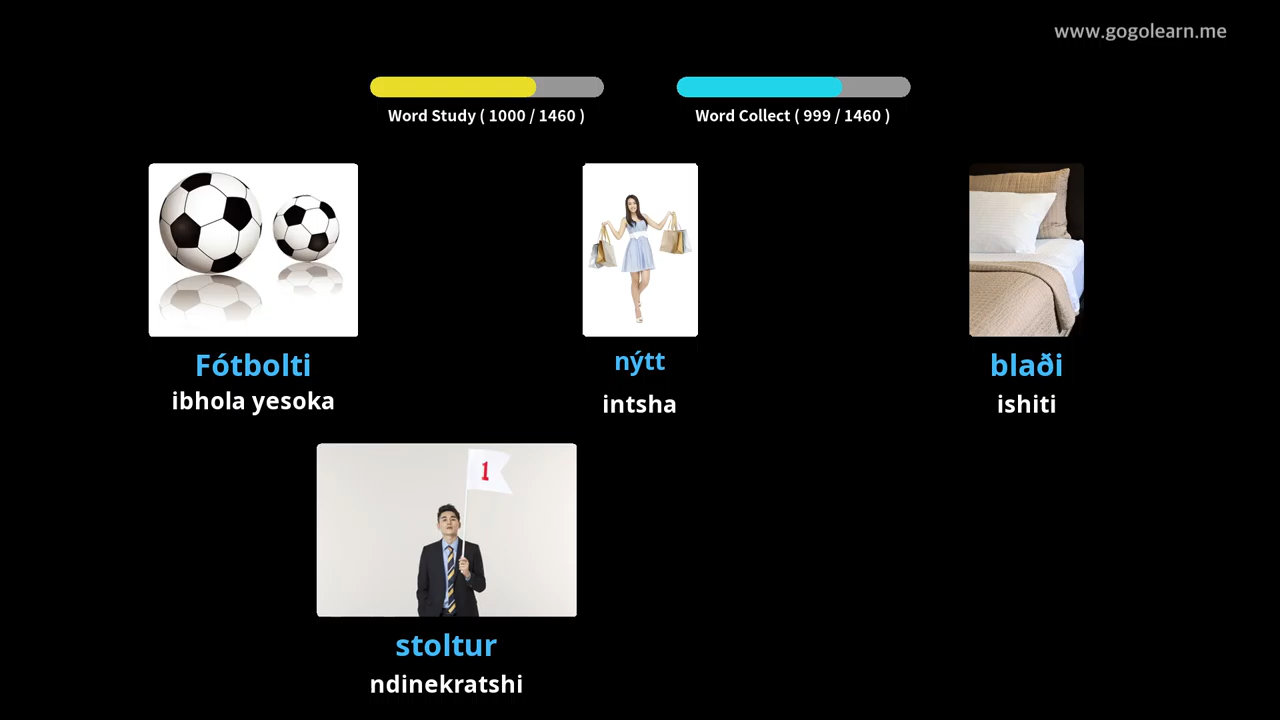 www.gogolearn.me
Word Study ( 1000 / 1460 )
Word Collect ( 999 / 1460 )
Fótbolti
ibhola yesoka
nýtt
intsha
blaði
ishiti
1
stoltur
ndinekratshi